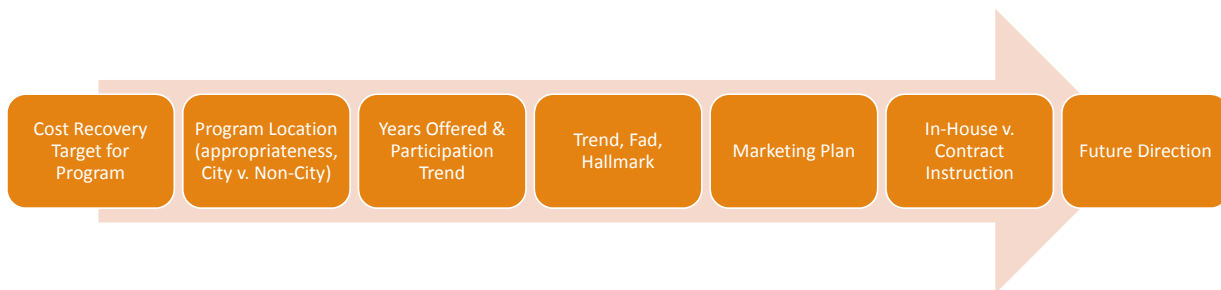 Cost Recovery
Target for
Program
Program Location
(appropriateness,
City v. Non-City)
Years Offered &
Participation
Trend
Trend, Fad,
Hallmark
Marketing Plan
In-House v.
Contract
Instruction
Future Direction